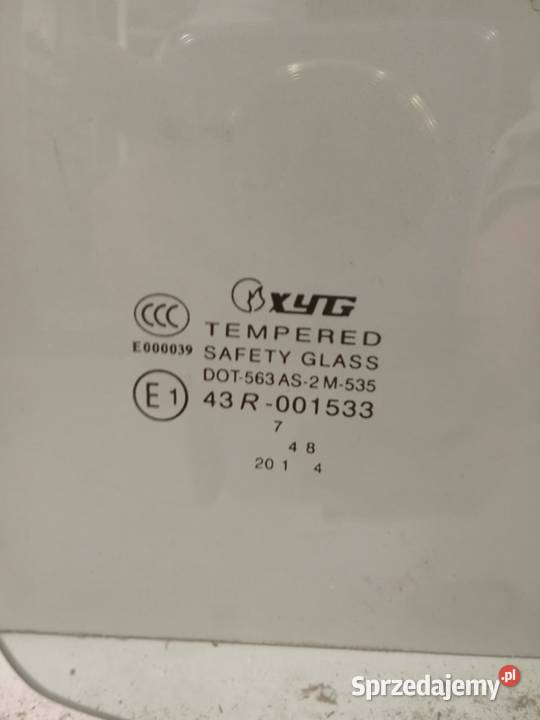 XYG
CCC
TEMPERED
E000039
SAFETY GLASS
DOT-563 AS-2 M-535
E1
43R-001533
7
4 8
20 1 4
Sprzedajemy.pl